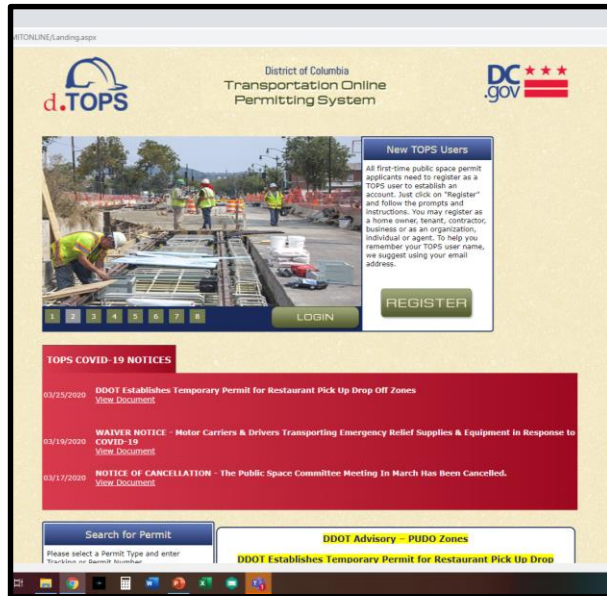 MITONLINE/Landing.aspx
d.TOPS
District of Columbia
Transportation Online
Permitting System
DC
.gov
New TOPS Users
All first-time public space permit
applicants need to register as a
TOPS user to establish an
account. Just click on "Register"
and follow the prompts and
instructions. You may register as
a home owner, tenant, contractor,
business or as an organization,
individual or agent. To help you
remember your TOPS user name,
we suggest using your email
address.
REGISTER
1 2 3 4 5 6 7 8
LOGIN
TOPS COVID-19 NOTICES
03/25/2020 DDOT Establishes Temporary Permit for Restaurant Pick Up Drop Off Zones
View Document
WAIVER NOTICE - Motor Carriers & Drivers Transporting Emergency Relief Supplies & Equipment in Response to
03/19/2020 COVID-19
View Document
03/17/2020 NOTICE OF CANCELLATION - The Public Space Committee Meeting In March Has Been Cancelled.
View Document
Search for Permit
Please select a Permit Type and enter
Tracking or Permit Number
DDOT Advisory – PUDO Zones
DDOT Establishes Temporary Permit for Restaurant Pick Up Drop